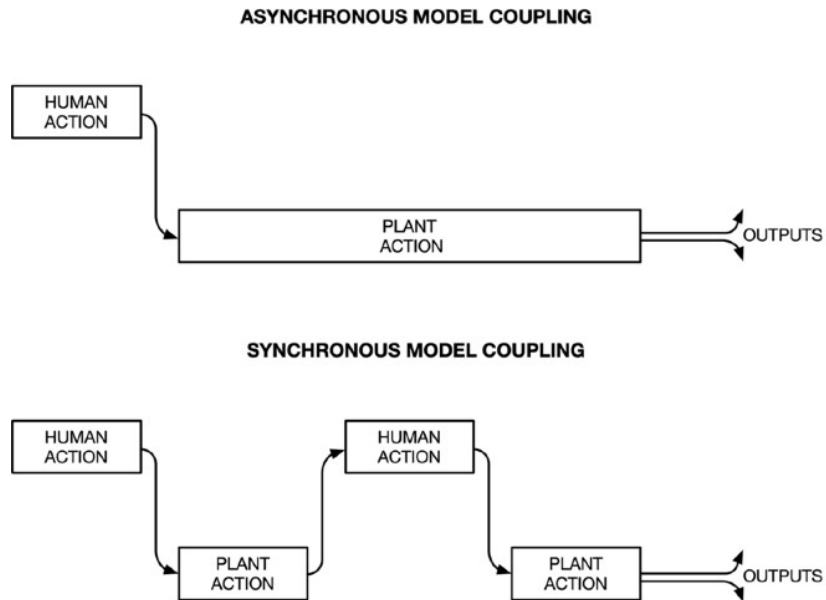 ASYNCHRONOUS MODEL COUPLING
HUMAN
ACTION
PLANT
ACTION
OUTPUTS
SYNCHRONOUS MODEL COUPLING
HUMAN
ACTION
HUMAN
ACTION
PLANT
ACTION
PLANT
ACTION
OUTPUTS